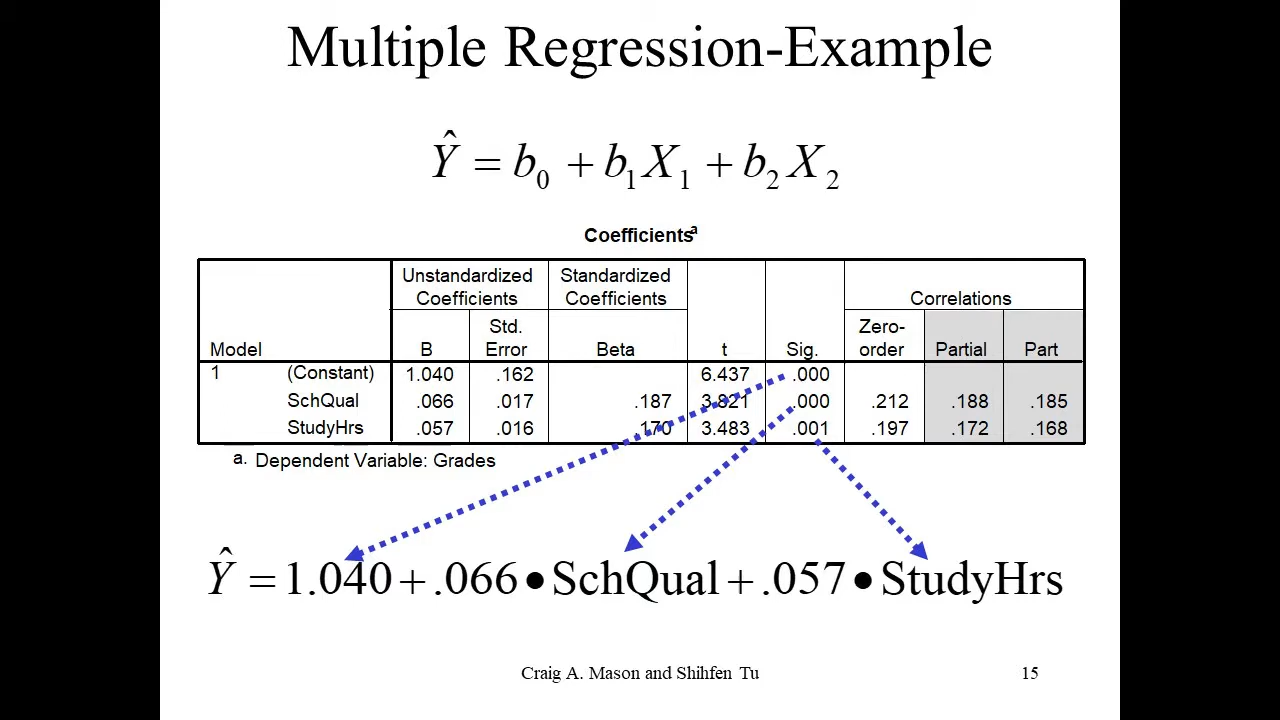 Multiple Regression-Example
Ŷ = b₀ + b₁X₁ + b₂X₂
Coefficientsᵃ
Unstandardized Coefficients Standardized Coefficients Correlations
Model B Std. Error Beta t Sig. Zero-order Partial Part
1 (Constant) 1.040 .162 6.437 .000
SchQual .066 .017 .187 3.821 .000 .212 .188 .185
StudyHrs .057 .016 .170 3.483 .001 .197 .172 .168
a. Dependent Variable: Grades
Ŷ = 1.040 + .066 • SchQual + .057 • StudyHrs
Craig A. Mason and Shihfen Tu 15